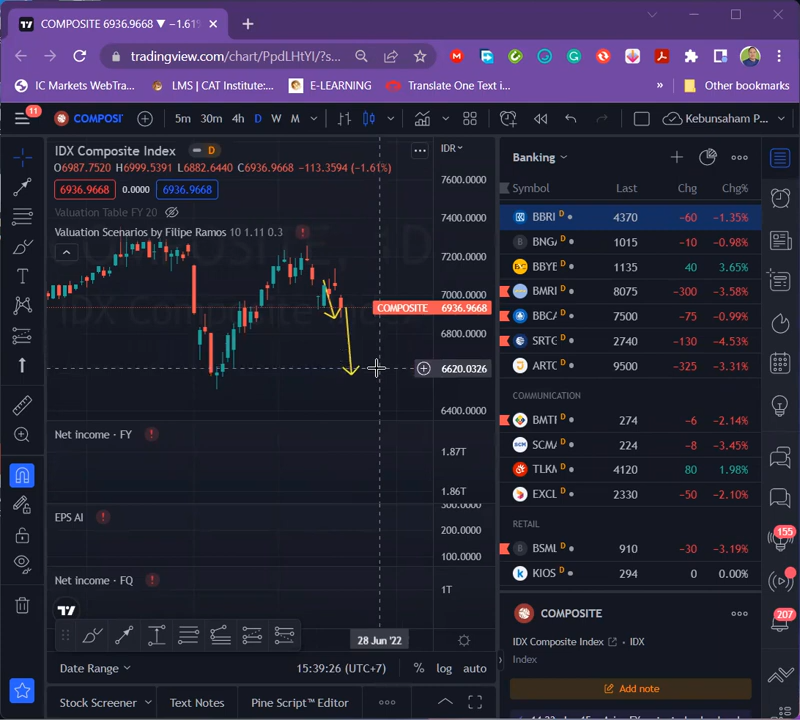 COMPOSITE 6936.9668 ▼ −1.61%
tradingview.com/chart/PpdLHtYI/?s...
IC Markets WebTra...
LMS | CAT Institute:...
E-LEARNING
Translate One Text i...
»
Other bookmarks
11
COMPOSI
5m 30m 4h D W M
Kebunsaham P...
IDX Composite Index
D
O6987.7520 H6999.5391 L6882.6440 C6936.9668 −113.3594 (−1.61%)
6936.9668 0.0000 6936.9668
Valuation Table FY 20
Valuation Scenarios by Filipe Ramos 10 1.11 0.3
IDR
7600.0000
7400.0000
7200.0000
7000.0000
COMPOSITE 6936.9668
6800.0000
6620.0326
6400.0000
IDX Composite Index
Net income · FY
1.87T
1.86T
EPS AI
300.0000
200.0000
100.0000
Net income · FQ
1T
28 Jun '22
Date Range
15:39:26 (UTC+7)
% log auto
Stock Screener
Text Notes
Pine Script™ Editor
Banking
Symbol Last Chg Chg%
BBRI D 4370 −60 −1.35%
BNGA D 1015 −10 −0.98%
BBYE D 1135 40 3.65%
BMRI D 8075 −300 −3.58%
BBCA D 7500 −75 −0.99%
SRTG D 2740 −130 −4.53%
ARTO D 9500 −325 −3.31%
COMMUNICATION
BMTI D 274 −6 −2.14%
SCMA D 224 −8 −3.45%
TLKM D 4120 80 1.98%
EXCL D 2330 −50 −2.10%
RETAIL
BSML D 910 −30 −3.19%
KIOS D 294 0 0.00%
COMPOSITE
IDX Composite Index • IDX
Index
Add note
155
207